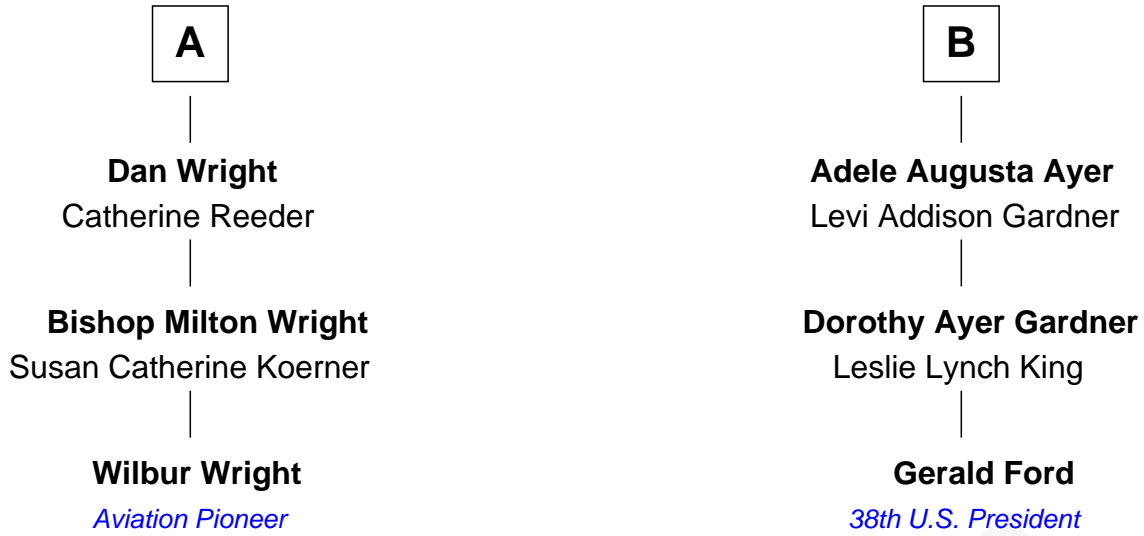 A
Dan Wright
Catherine Reeder
Bishop Milton Wright
Susan Catherine Koerner
Wilbur Wright
Aviation Pioneer
B
Adele Augusta Ayer
Levi Addison Gardner
Dorothy Ayer Gardner
Leslie Lynch King
Gerald Ford
38th U.S. President